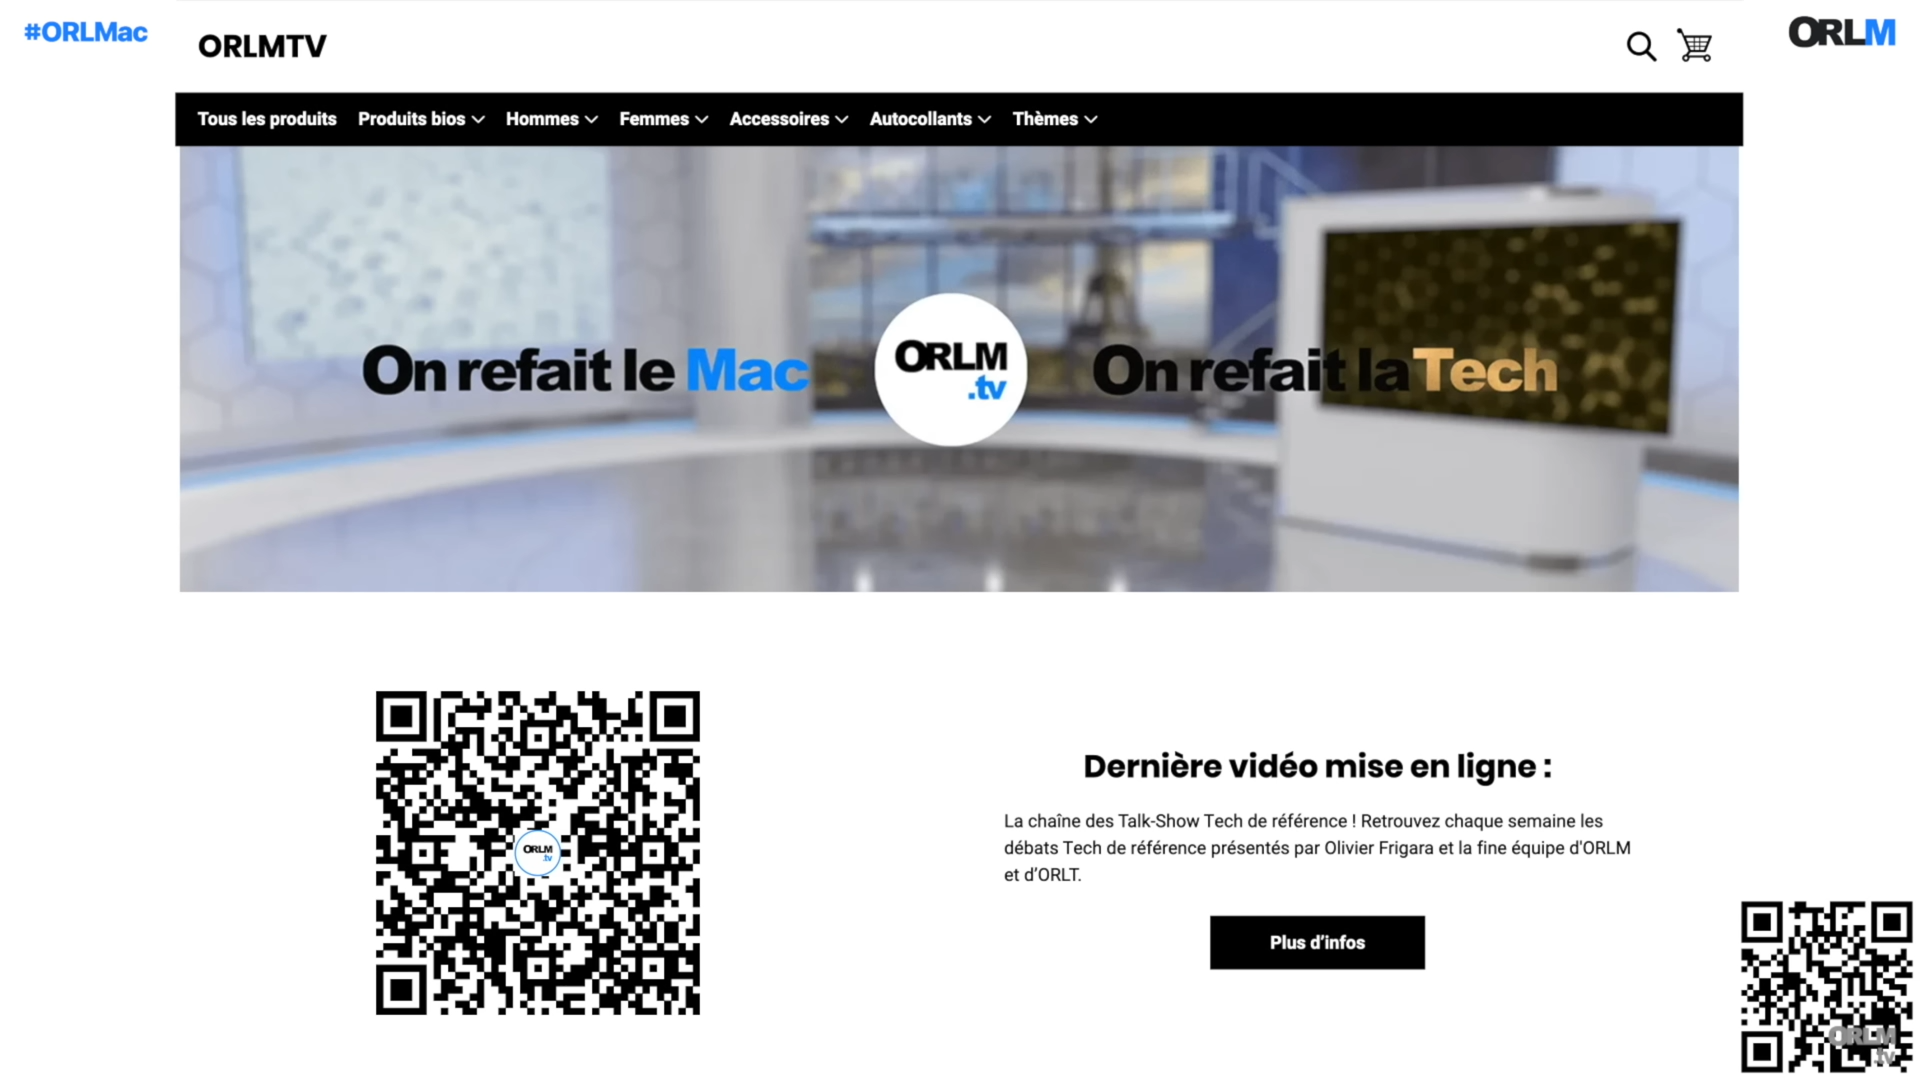 #ORLMac
ORLMTV
ORLM
Tous les produits Produits bios Hommes Femmes Accessoires Autocollants Thèmes
On refait le Mac
ORLM
.tv
On refait la Tech
ORLM
.tv
Dernière vidéo mise en ligne :
La chaîne des Talk-Show Tech de référence ! Retrouvez chaque semaine les
débats Tech de référence présentés par Olivier Frigara et la fine équipe d'ORLM
et d'ORLT.
Plus d'infos
ORLM
.tv